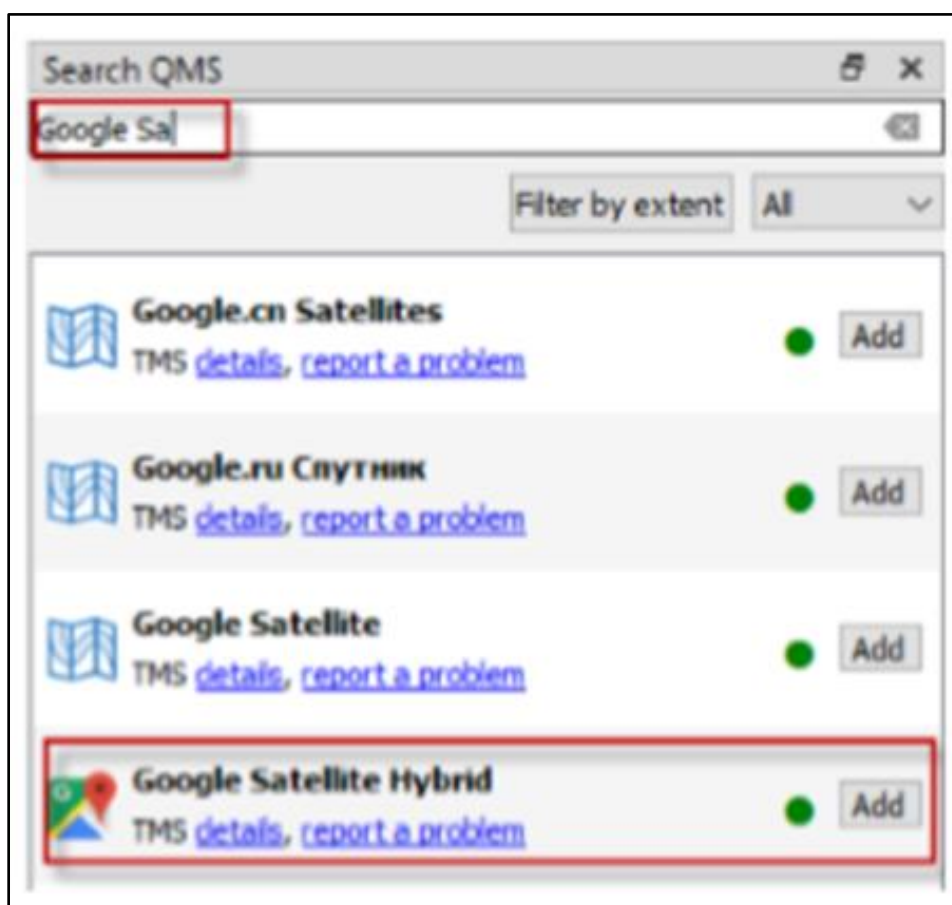 Search QMS
Google Sa
Filter by extent All
Google.cn Satellites
TMS details, report a problem
Add
Google.ru Спутник
TMS details, report a problem
Add
Google Satellite
TMS details, report a problem
Add
Google Satellite Hybrid
TMS details, report a problem
Add